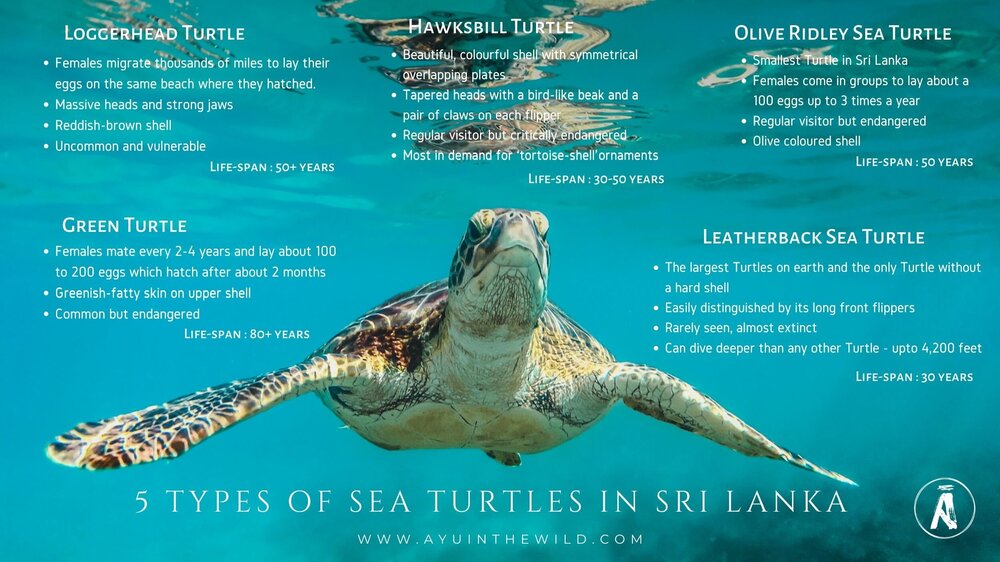 Loggerhead Turtle
• Females migrate thousands of miles to lay their
eggs on the same beach where they hatched.
• Massive heads and strong jaws
• Reddish-brown shell
• Uncommon and vulnerable
Life-span : 50+ years
Hawksbill Turtle
• Beautiful, colourful shell with symmetrical
overlapping plates
• Tapered heads with a bird-like beak and a
pair of claws on each flipper
• Regular visitor but critically endangered
• Most in demand for 'tortoise-shell' ornaments
Life-span : 30-50 years
Olive Ridley Sea Turtle
• Smallest Turtle in Sri Lanka
• Females come in groups to lay about a
100 eggs up to 3 times a year
• Regular visitor but endangered
• Olive coloured shell
Life-span : 50 years
Green Turtle
• Females mate every 2-4 years and lay about 100
to 200 eggs which hatch after about 2 months
• Greenish-fatty skin on upper shell
• Common but endangered
Life-span : 80+ years
Leatherback Sea Turtle
• The largest Turtles on earth and the only Turtle without
a hard shell
• Easily distinguished by its long front flippers
• Rarely seen, almost extinct
• Can dive deeper than any other Turtle - upto 4,200 feet
Life-span : 30 years
5 TYPES OF SEA TURTLES IN SRI LANKA
WWW.AYUINTHEWILD.COM